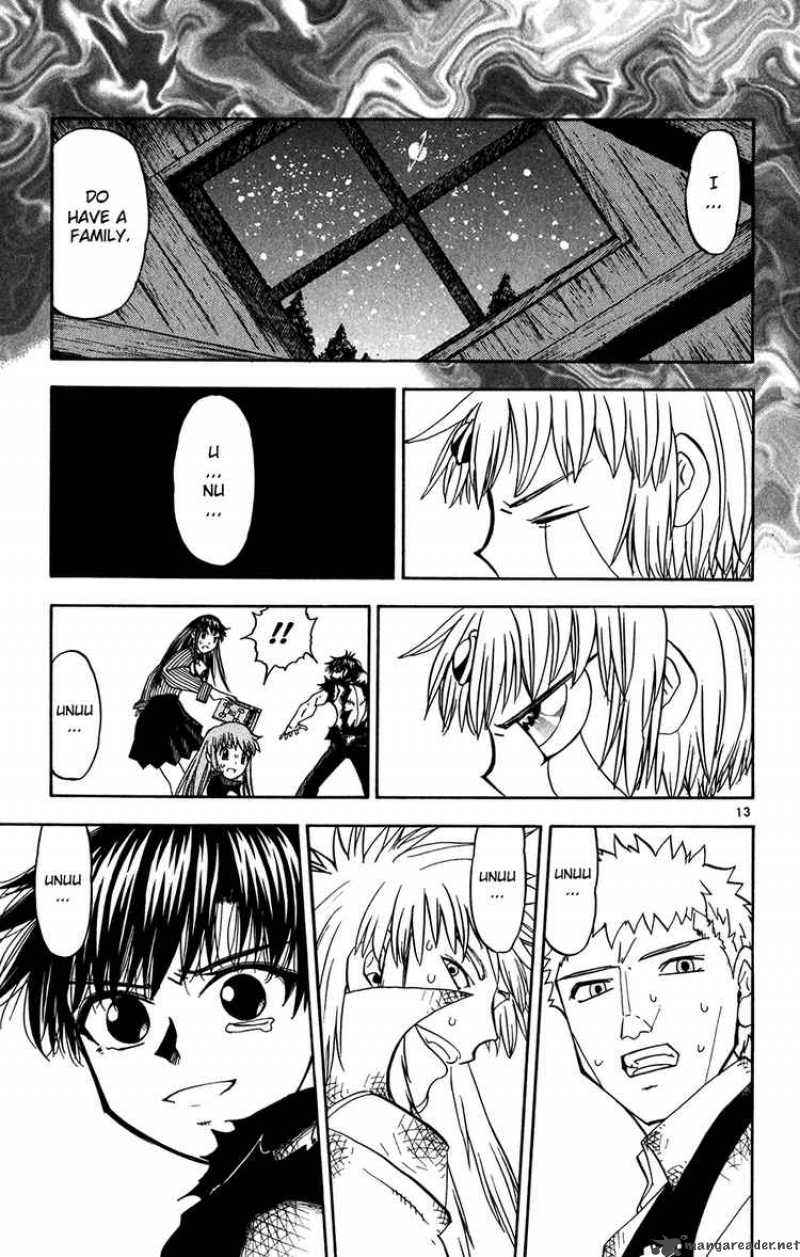 I
...
DO
HAVE A
FAMILY.
U
...
NU
...
!!
UNUU
...
13
UNUU
...
UNUU
...
UNUU
...
mangareader.net